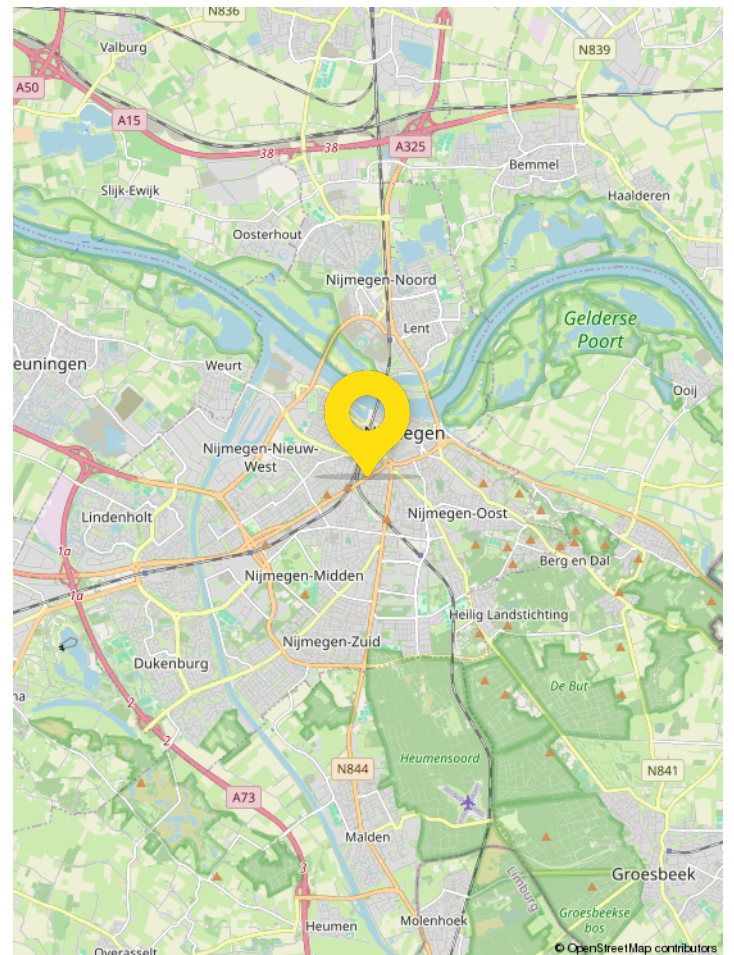 N836
Valburg
N839
A50
A15
38
38
A325
Bemmel
Slijk-Ewijk
Haalderen
Oosterhout
Nijmegen-Noord
Gelderse
Poort
Lent
euningen
Weurt
Ooij
egen
Nijmegen-Nieuw-
West
Lindenholt
Nijmegen-Oost
1a
Berg en Dal
Nijmegen-Midden
1a
Heilig Landstichting
Nijmegen-Zuid
Dukenburg
De But
na
2
2
Heumensoord
N844
N841
A73
Malden
3
Groesbeek
Limburg
Heumen
Molenhoek
Groesbeekse
bos
Overasselt
© OpenStreetMap contributors